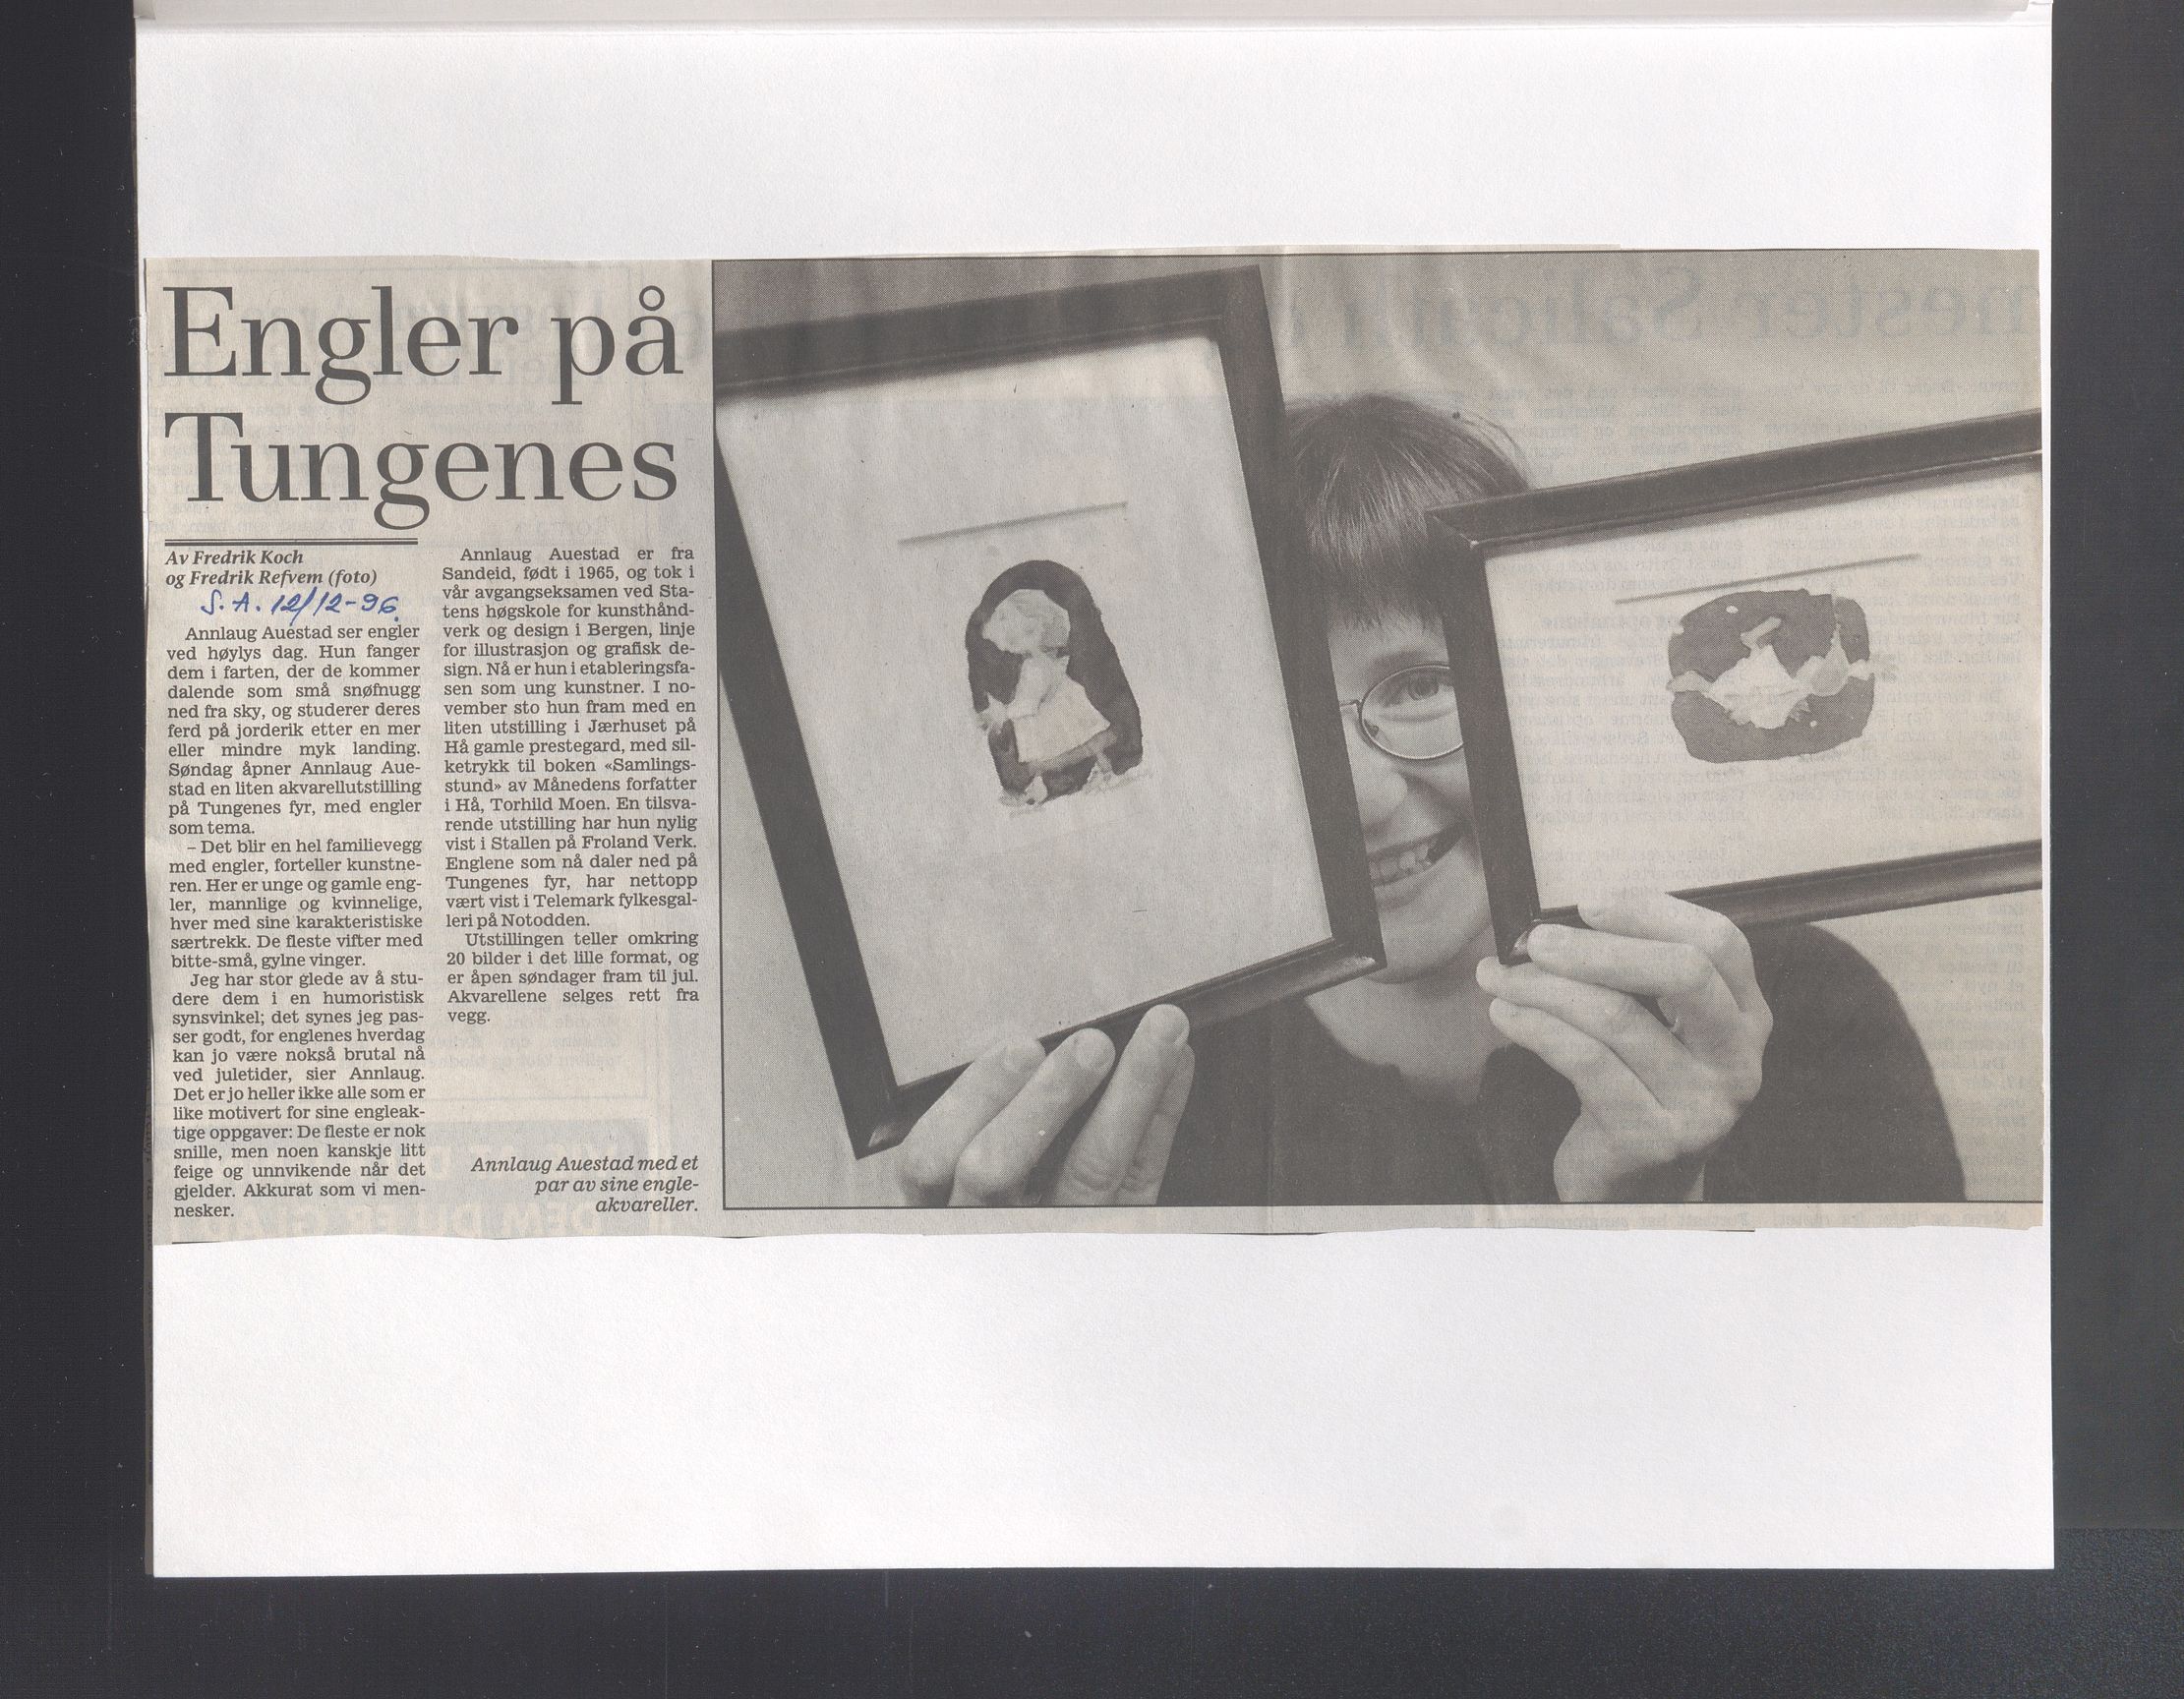 Engler på
Tungenes
Av Fredrik Koch
og Fredrik Refvem (foto)
S.A. 12/12-96.
Annlaug Auestad ser engler
ved høylys dag. Hun fanger
dem i farten, der de kommer
dalende som små snøfnugg
ned fra sky, og studerer deres
ferd på jorderik etter en mer
eller mindre myk landing.
Søndag åpner Annlaug Aue-
stad en liten akvarellutstilling
på Tungenes fyr, med engler
som tema.
– Det blir en hel familievegg
med engler, forteller kunstne-
ren. Her er unge og gamle eng-
ler, mannlige og kvinnelige,
hver med sine karakteristiske
særtrekk. De fleste vifter med
bitte-små, gylne vinger.
Jeg har stor glede av å stu-
dere dem i en humoristisk
synsvinkel; det synes jeg pas-
ser godt, for englenes hverdag
kan jo være nokså brutal nå
ved juletider, sier Annlaug.
Det er jo heller ikke alle som er
like motivert for sine engleak-
tige oppgaver: De fleste er nok
snille, men noen kanskje litt
feige og unnvikende når det
gjelder. Akkurat som vi men-
nesker.
Annlaug Auestad er fra
Sandeid, født i 1965, og tok i
vår avgangseksamen ved Sta-
tens høgskole for kunsthånd-
verk og design i Bergen, linje
for illustrasjon og grafisk de-
sign. Nå er hun i etableringsfa-
sen som ung kunstner. I no-
vember sto hun fram med en
liten utstilling i Jærhuset på
Hå gamle prestegard, med sil-
ketrykk til boken «Samlings-
stund» av Månedens forfatter
i Hå, Torhild Moen. En tilsva-
rende utstilling har hun nylig
vist i Stallen på Froland Verk.
Englene som nå daler ned på
Tungenes fyr, har nettopp
vært vist i Telemark fylkesgal-
leri på Notodden.
Utstillingen teller omkring
20 bilder i det lille format, og
er åpen søndager fram til jul.
Akvarellene selges rett fra
vegg.
Annlaug Auestad med et
par av sine engle-
akvareller.